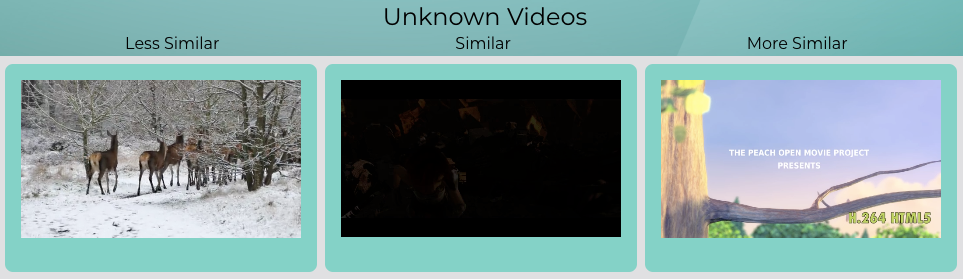 Unknown Videos
Less Similar
Similar
More Similar
THE PEACH OPEN MOVIE PROJECT
PRESENTS
H.264 HTML5